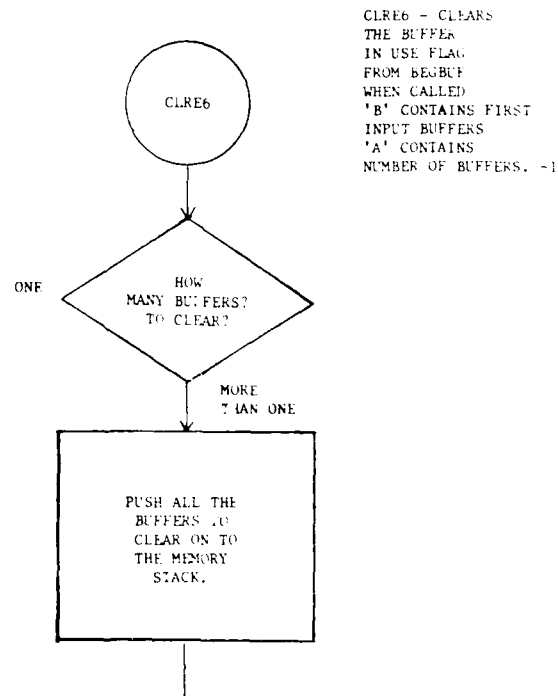 CLRE6 - CLEARS
THE BUFFER
IN USE FLAG
FROM BEGBUF
WHEN CALLED
'B' CONTAINS FIRST
INPUT BUFFERS
'A' CONTAINS
NUMBER OF BUFFERS. -1
CLRE6
ONE
HOW
MANY BUFFERS?
TO CLEAR?
MORE
THAN ONE
PUSH ALL THE
BUFFERS TO
CLEAR ON TO
THE MEMORY
STACK.